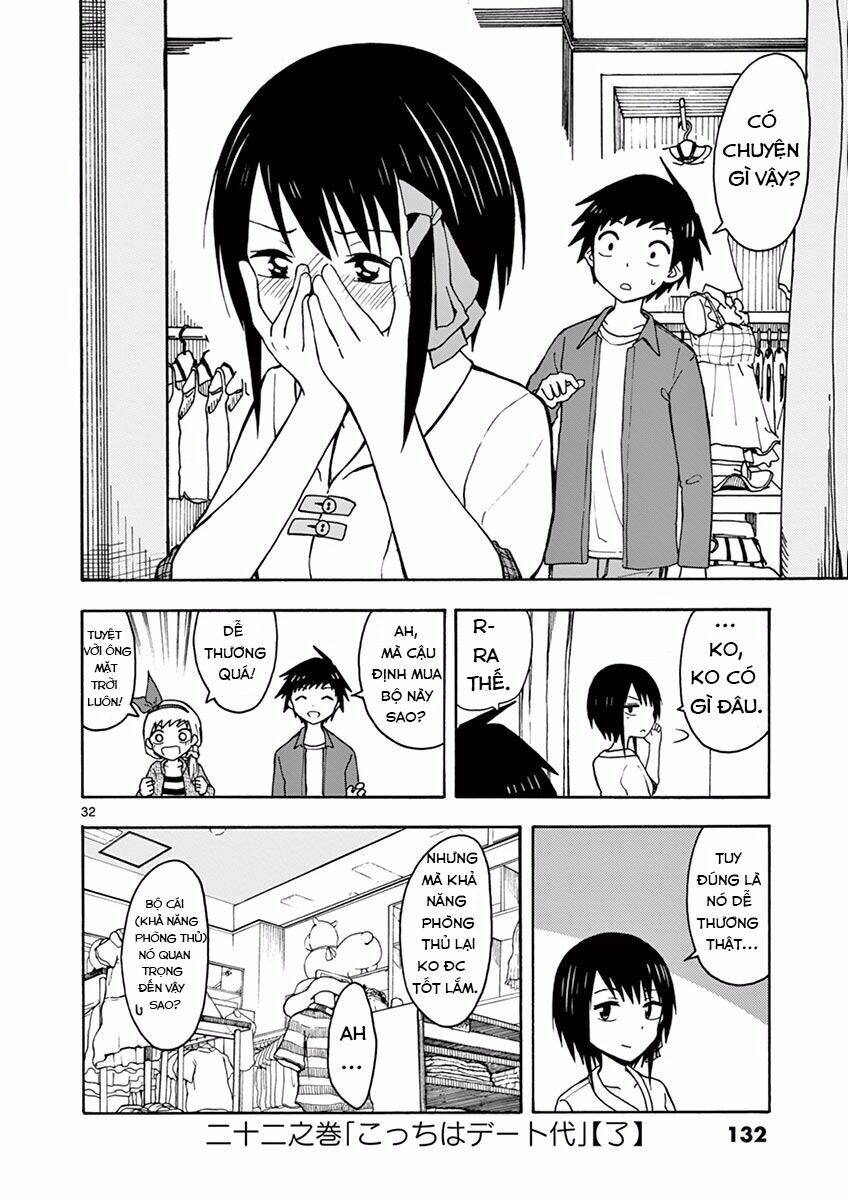 CÓ
CHUYỆN
GÌ VẬY?
...
KO,
KO CÓ
GÌ ĐÂU.
R-
RA
THẾ.
AH,
MÀ CẬU
ĐỊNH MUA
BỘ NÀY
SAO?
DỄ
THƯƠNG
QUÁ!
TUYỆT
VỜI ÔNG
MẶT
TRỜI
LUÔN!
32
TUY
ĐÚNG LÀ
NÓ DỄ
THƯƠNG
THẬT...
NHƯNG
MÀ KHẢ
NĂNG
PHÒNG
THỦ LẠI
KO ĐC
TỐT LẮM.
AH
...
BỘ CÁI
(KHẢ NĂNG
PHÒNG THỦ)
NÓ QUAN
TRỌNG
ĐẾN VẬY
SAO?
二十二之巻「こっちはデート代」【了】
132